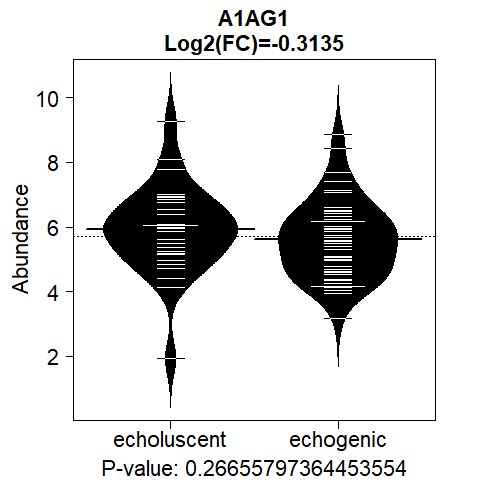 A1AG1
Log2(FC)=-0.3135
Abundance
10
8
6
4
2
echoluscent echogenic
P-value: 0.26655797364453554